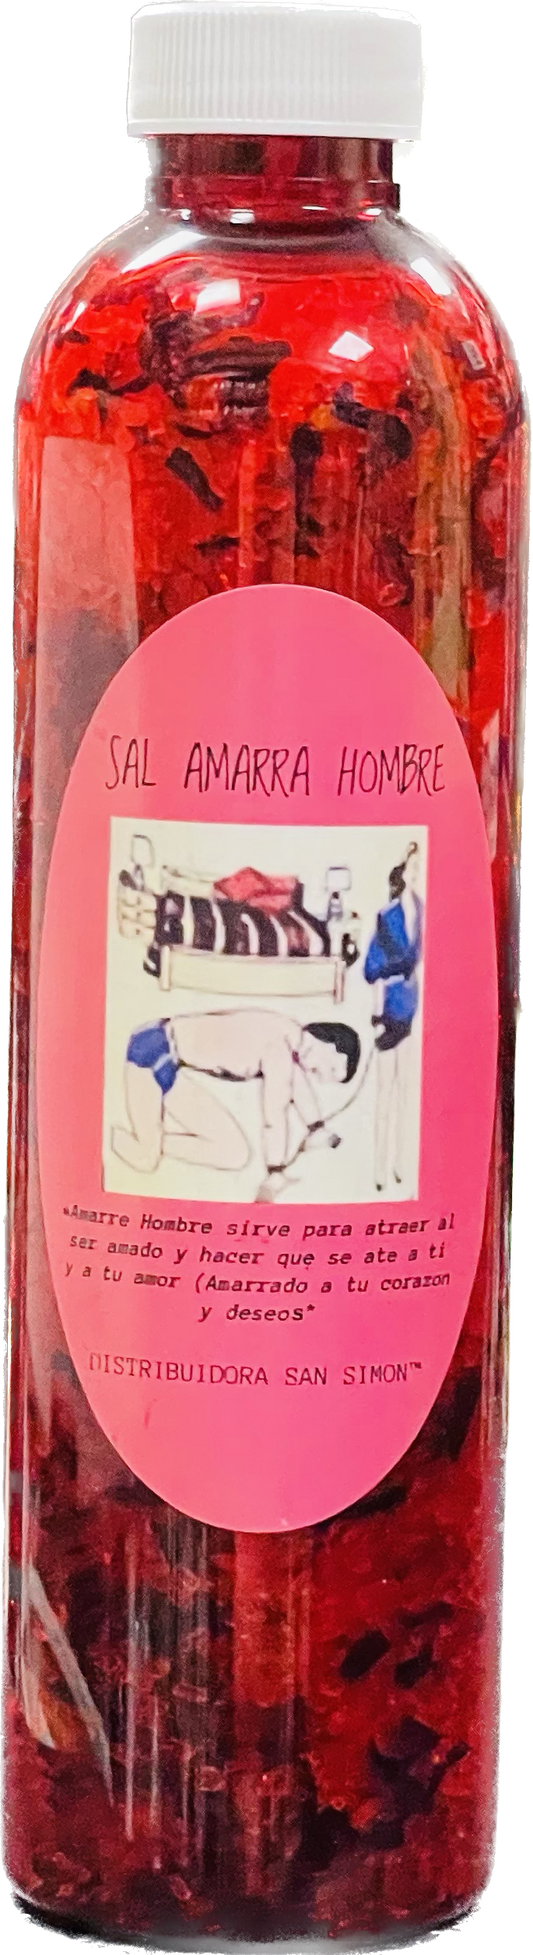 SAL AMARRA HOMBRE
*Amarre Hombre sirve para atraer al
ser amado y hacer que se ate a ti
y a tu amor (Amarrado a tu corazon
y deseos*
DISTRIBUIDORA SAN SIMON™